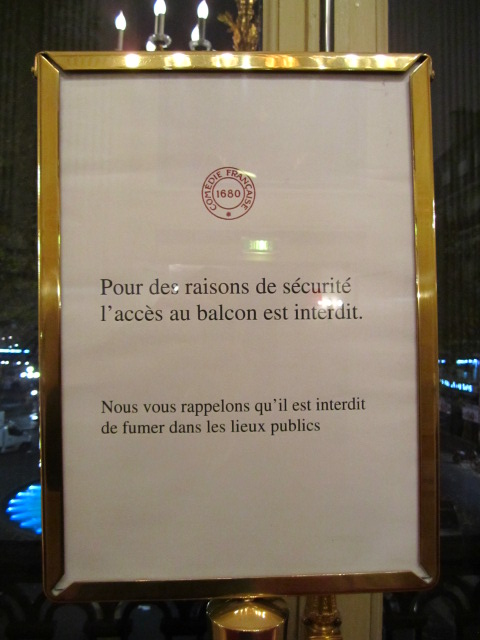 COMÉDIE FRANÇAISE
1680
Pour des raisons de sécurité
l'accès au balcon est interdit.
Nous vous rappelons qu'il est interdit
de fumer dans les lieux publics